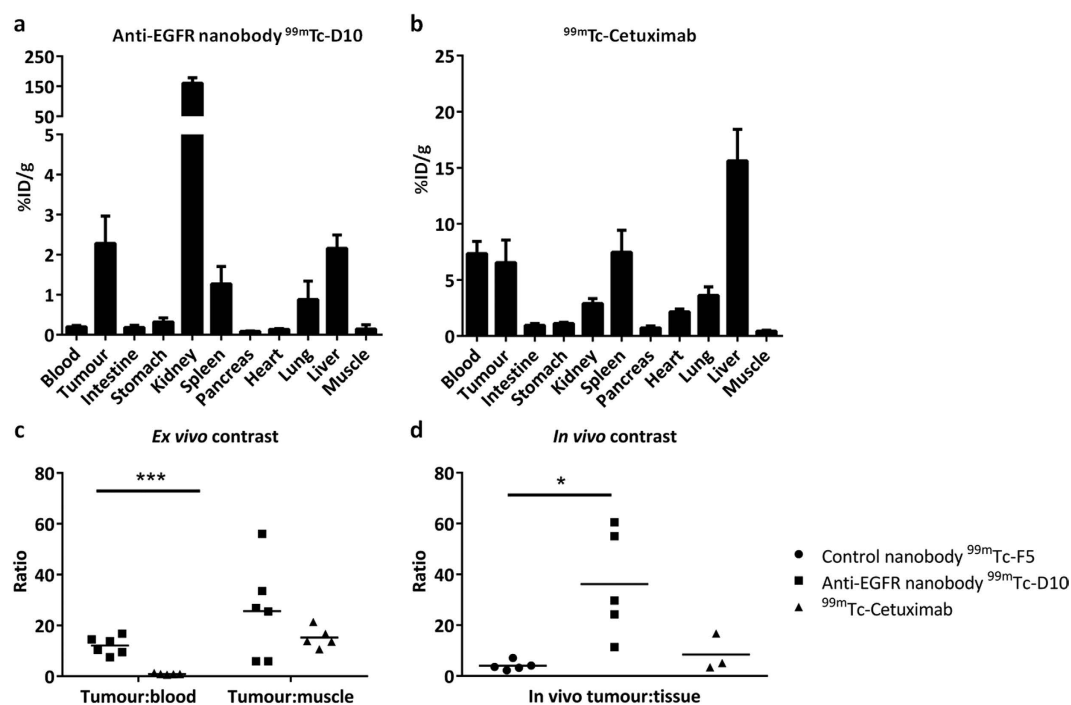 a
Anti-EGFR nanobody ⁹⁹ᵐTc-D10
250
150
50
5
4
3
2
1
0
%ID/g
Blood
Tumour
Intestine
Stomach
Kidney
Spleen
Pancreas
Heart
Lung
Liver
Muscle
b
⁹⁹ᵐTc-Cetuximab
25
20
15
10
5
0
%ID/g
Blood
Tumour
Intestine
Stomach
Kidney
Spleen
Pancreas
Heart
Lung
Liver
Muscle
c
Ex vivo contrast
80
60
40
20
0
Ratio
***
Tumour:blood
Tumour:muscle
d
In vivo contrast
80
60
40
20
0
Ratio
*
In vivo tumour:tissue
Control nanobody ⁹⁹ᵐTc-F5
Anti-EGFR nanobody ⁹⁹ᵐTc-D10
⁹⁹ᵐTc-Cetuximab